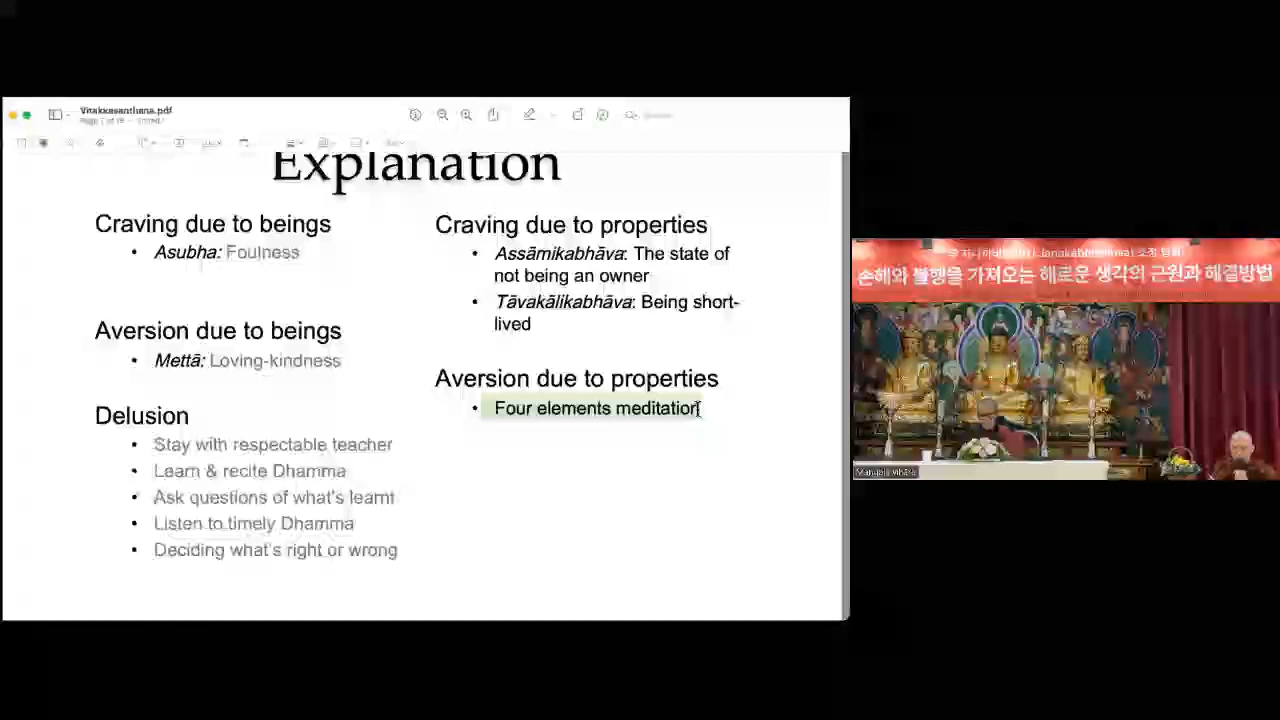 Vitakkasanthana.pdf
Explanation
Craving due to beings
• Asubha: Foulness
Aversion due to beings
• Mettā: Loving-kindness
Delusion
• Stay with respectable teacher
• Learn & recite Dhamma
• Ask questions of what's learnt
• Listen to timely Dhamma
• Deciding what's right or wrong
Craving due to properties
• Assāmikabhāva: The state of
not being an owner
• Tāvakālikabhāva: Being short-
lived
Aversion due to properties
• Four elements meditation
손해와 불행을 가져오는 해로운 생각의 근원과 해결방법